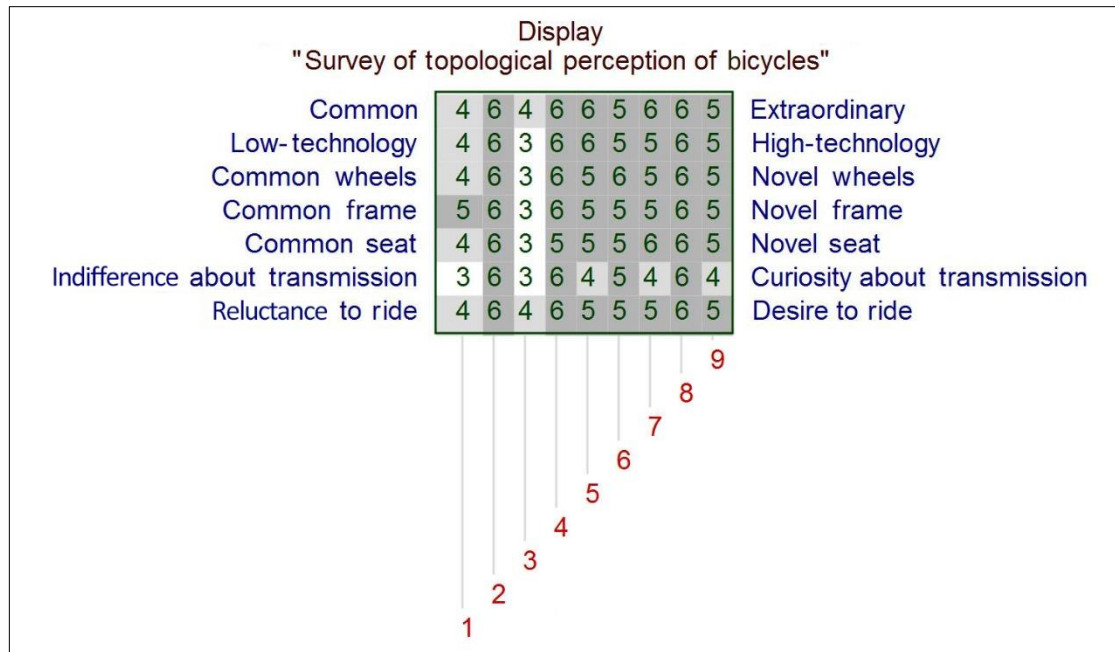 Display
"Survey of topological perception of bicycles"
Common 4 6 4 6 6 5 6 6 5 Extraordinary
Low-technology 4 6 3 6 6 5 5 6 5 High-technology
Common wheels 4 6 3 6 5 6 5 6 5 Novel wheels
Common frame 5 6 3 6 5 5 5 6 5 Novel frame
Common seat 4 6 3 5 5 5 6 6 5 Novel seat
Indifference about transmission 3 6 3 6 4 5 4 6 4 Curiosity about transmission
Reluctance to ride 4 6 4 6 5 5 5 6 5 Desire to ride
9
8
7
6
5
4
3
2
1